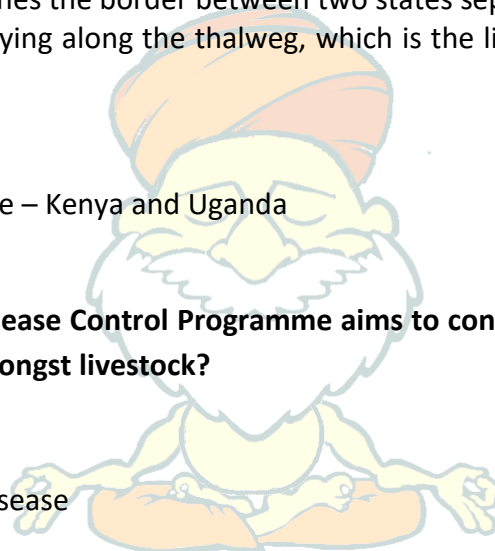 nes the border between two states sep
ying along the thalweg, which is the li
e – Kenya and Uganda
ease Control Programme aims to con
ongst livestock?
sease